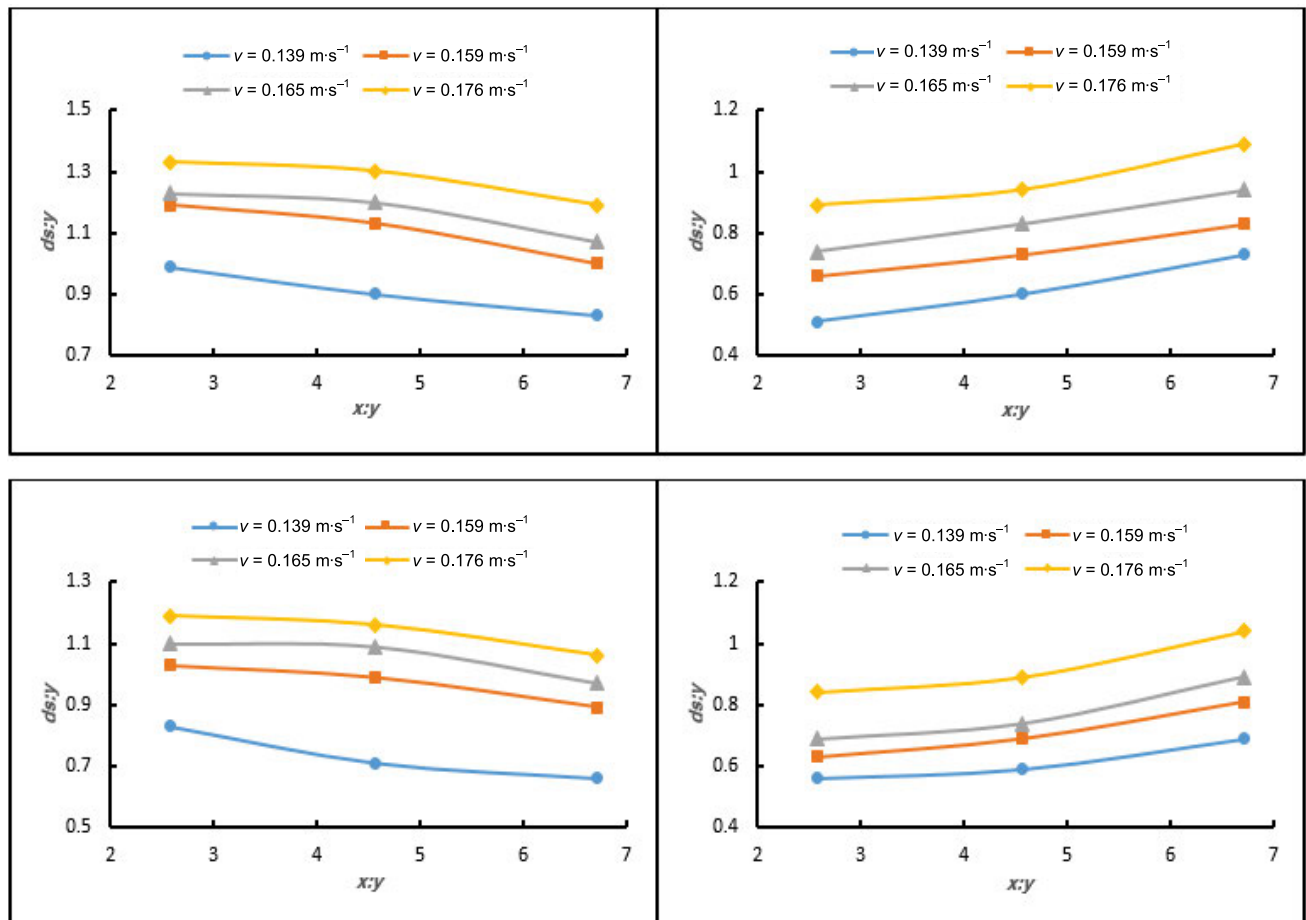 v = 0.139 m·s⁻¹ v = 0.159 m·s⁻¹
v = 0.165 m·s⁻¹ v = 0.176 m·s⁻¹
1.5
1.3
1.1
0.9
0.7
ds:y
2 3 4 5 6 7
x:y
v = 0.139 m·s⁻¹ v = 0.159 m·s⁻¹
v = 0.165 m·s⁻¹ v = 0.176 m·s⁻¹
1.2
1
0.8
0.6
0.4
ds:y
2 3 4 5 6 7
x:y
v = 0.139 m·s⁻¹ v = 0.159 m·s⁻¹
v = 0.165 m·s⁻¹ v = 0.176 m·s⁻¹
1.3
1.1
0.9
0.7
0.5
ds:y
2 3 4 5 6 7
x:y
v = 0.139 m·s⁻¹ v = 0.159 m·s⁻¹
v = 0.165 m·s⁻¹ v = 0.176 m·s⁻¹
1.2
1
0.8
0.6
0.4
ds:y
2 3 4 5 6 7
x:y